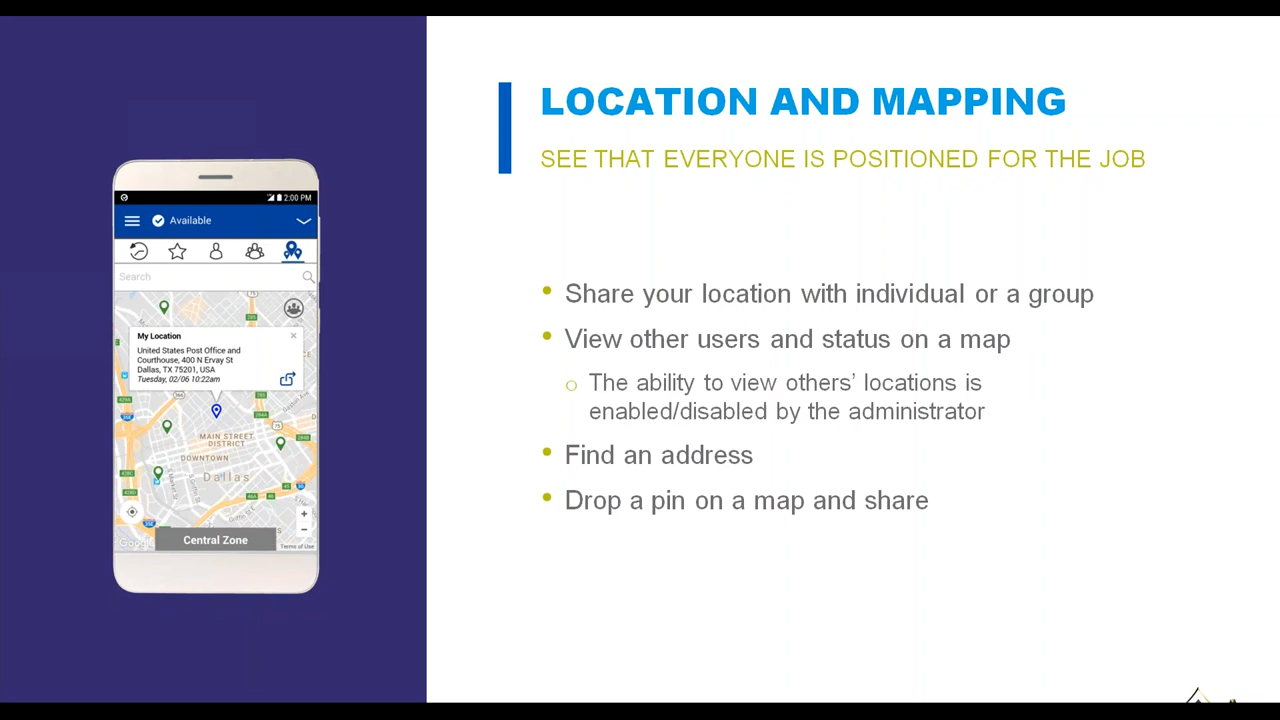 LOCATION AND MAPPING
SEE THAT EVERYONE IS POSITIONED FOR THE JOB
• Share your location with individual or a group
• View other users and status on a map
o The ability to view others’ locations is
enabled/disabled by the administrator
• Find an address
• Drop a pin on a map and share
2:00 PM
Available
Search
My Location
United States Post Office and
Courthouse, 400 N Ervay St
Dallas, TX 75201, USA
Tuesday, 02/06 10:22am
MAIN STREET
DISTRICT
DOWNTOWN
Dallas
Central Zone
Google
Terms of Use